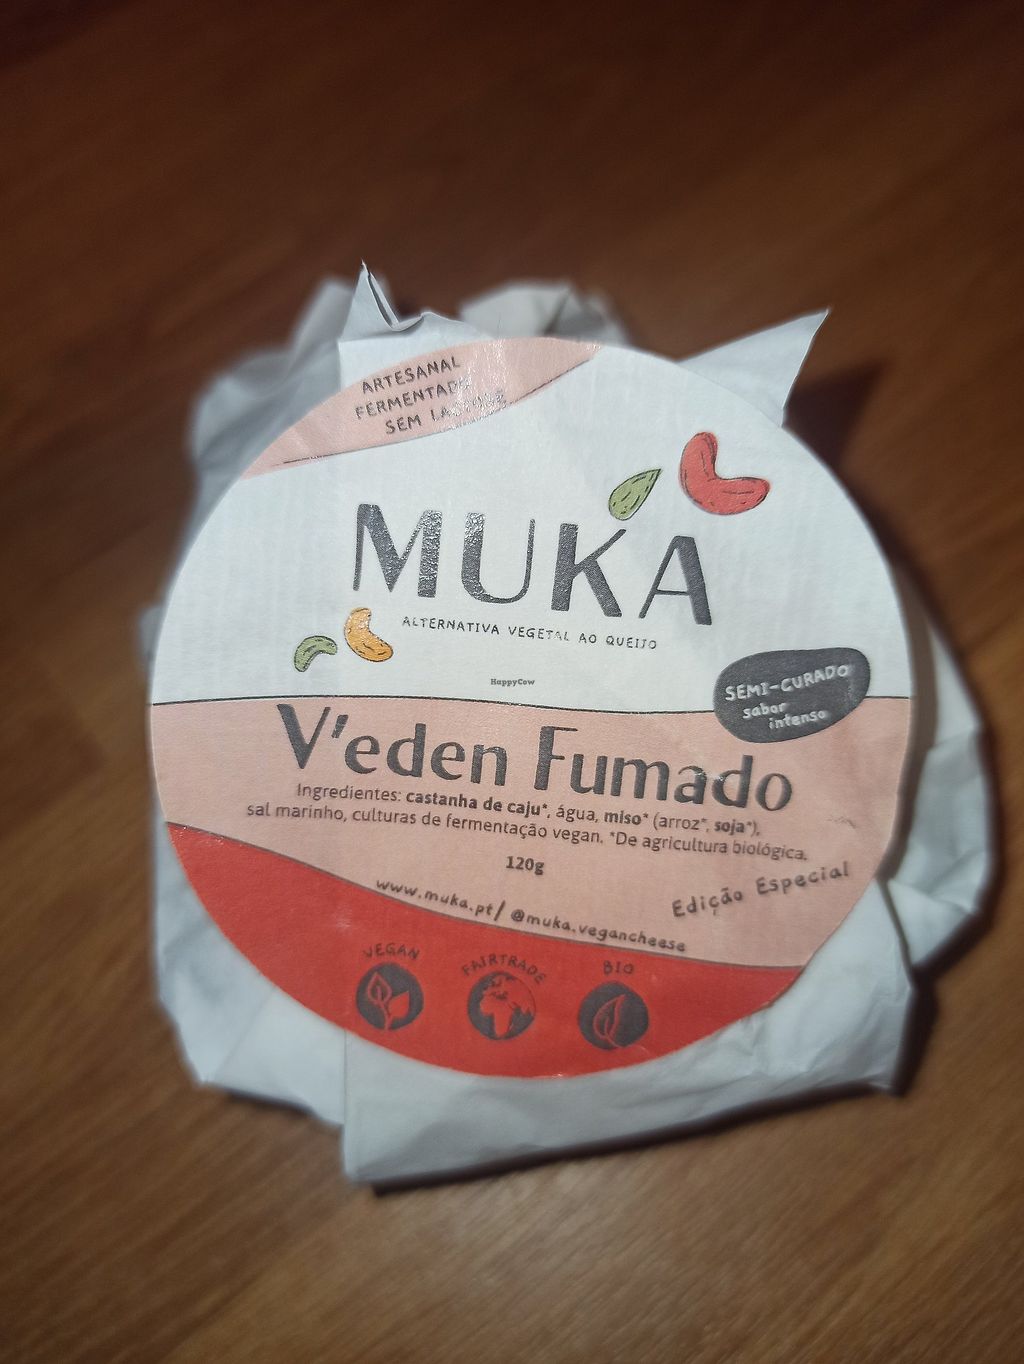 ARTESANAL
FERMENTADO
SEM LACTOSE
MUKA
ALTERNATIVA VEGETAL AO QUEIJO
HappyCow
SEMI-CURADO
sabor
intenso
V'eden Fumado
Ingredientes: castanha de caju*, água, miso* (arroz*, soja*),
sal marinho, culturas de fermentação vegan. *De agricultura biológica.
120g
Edição Especial
www.muka.pt/ @muka.vegancheese
VEGAN
FAIRTRADE
BIO